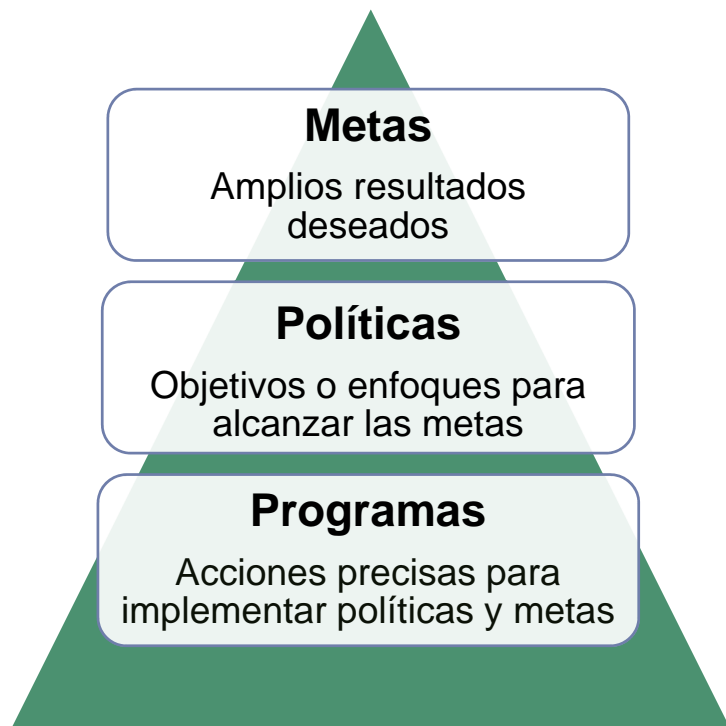 Metas
Amplios resultados
deseados
Políticas
Objetivos o enfoques para
alcanzar las metas
Programas
Acciones precisas para
implementar políticas y metas